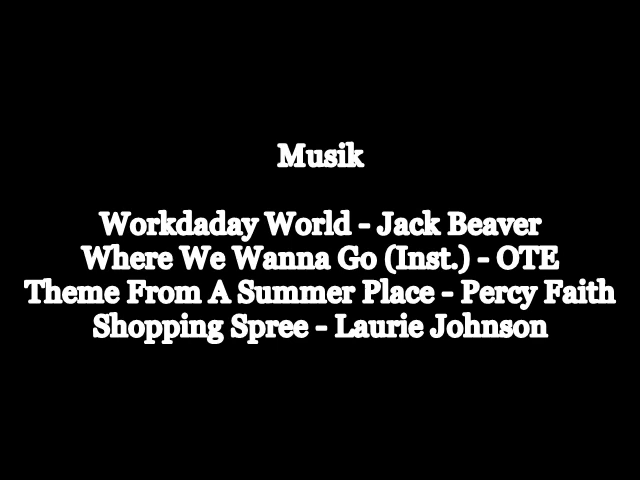 Musik
Workdaday World - Jack Beaver
Where We Wanna Go (Inst.) - OTE
Theme From A Summer Place - Percy Faith
Shopping Spree - Laurie Johnson